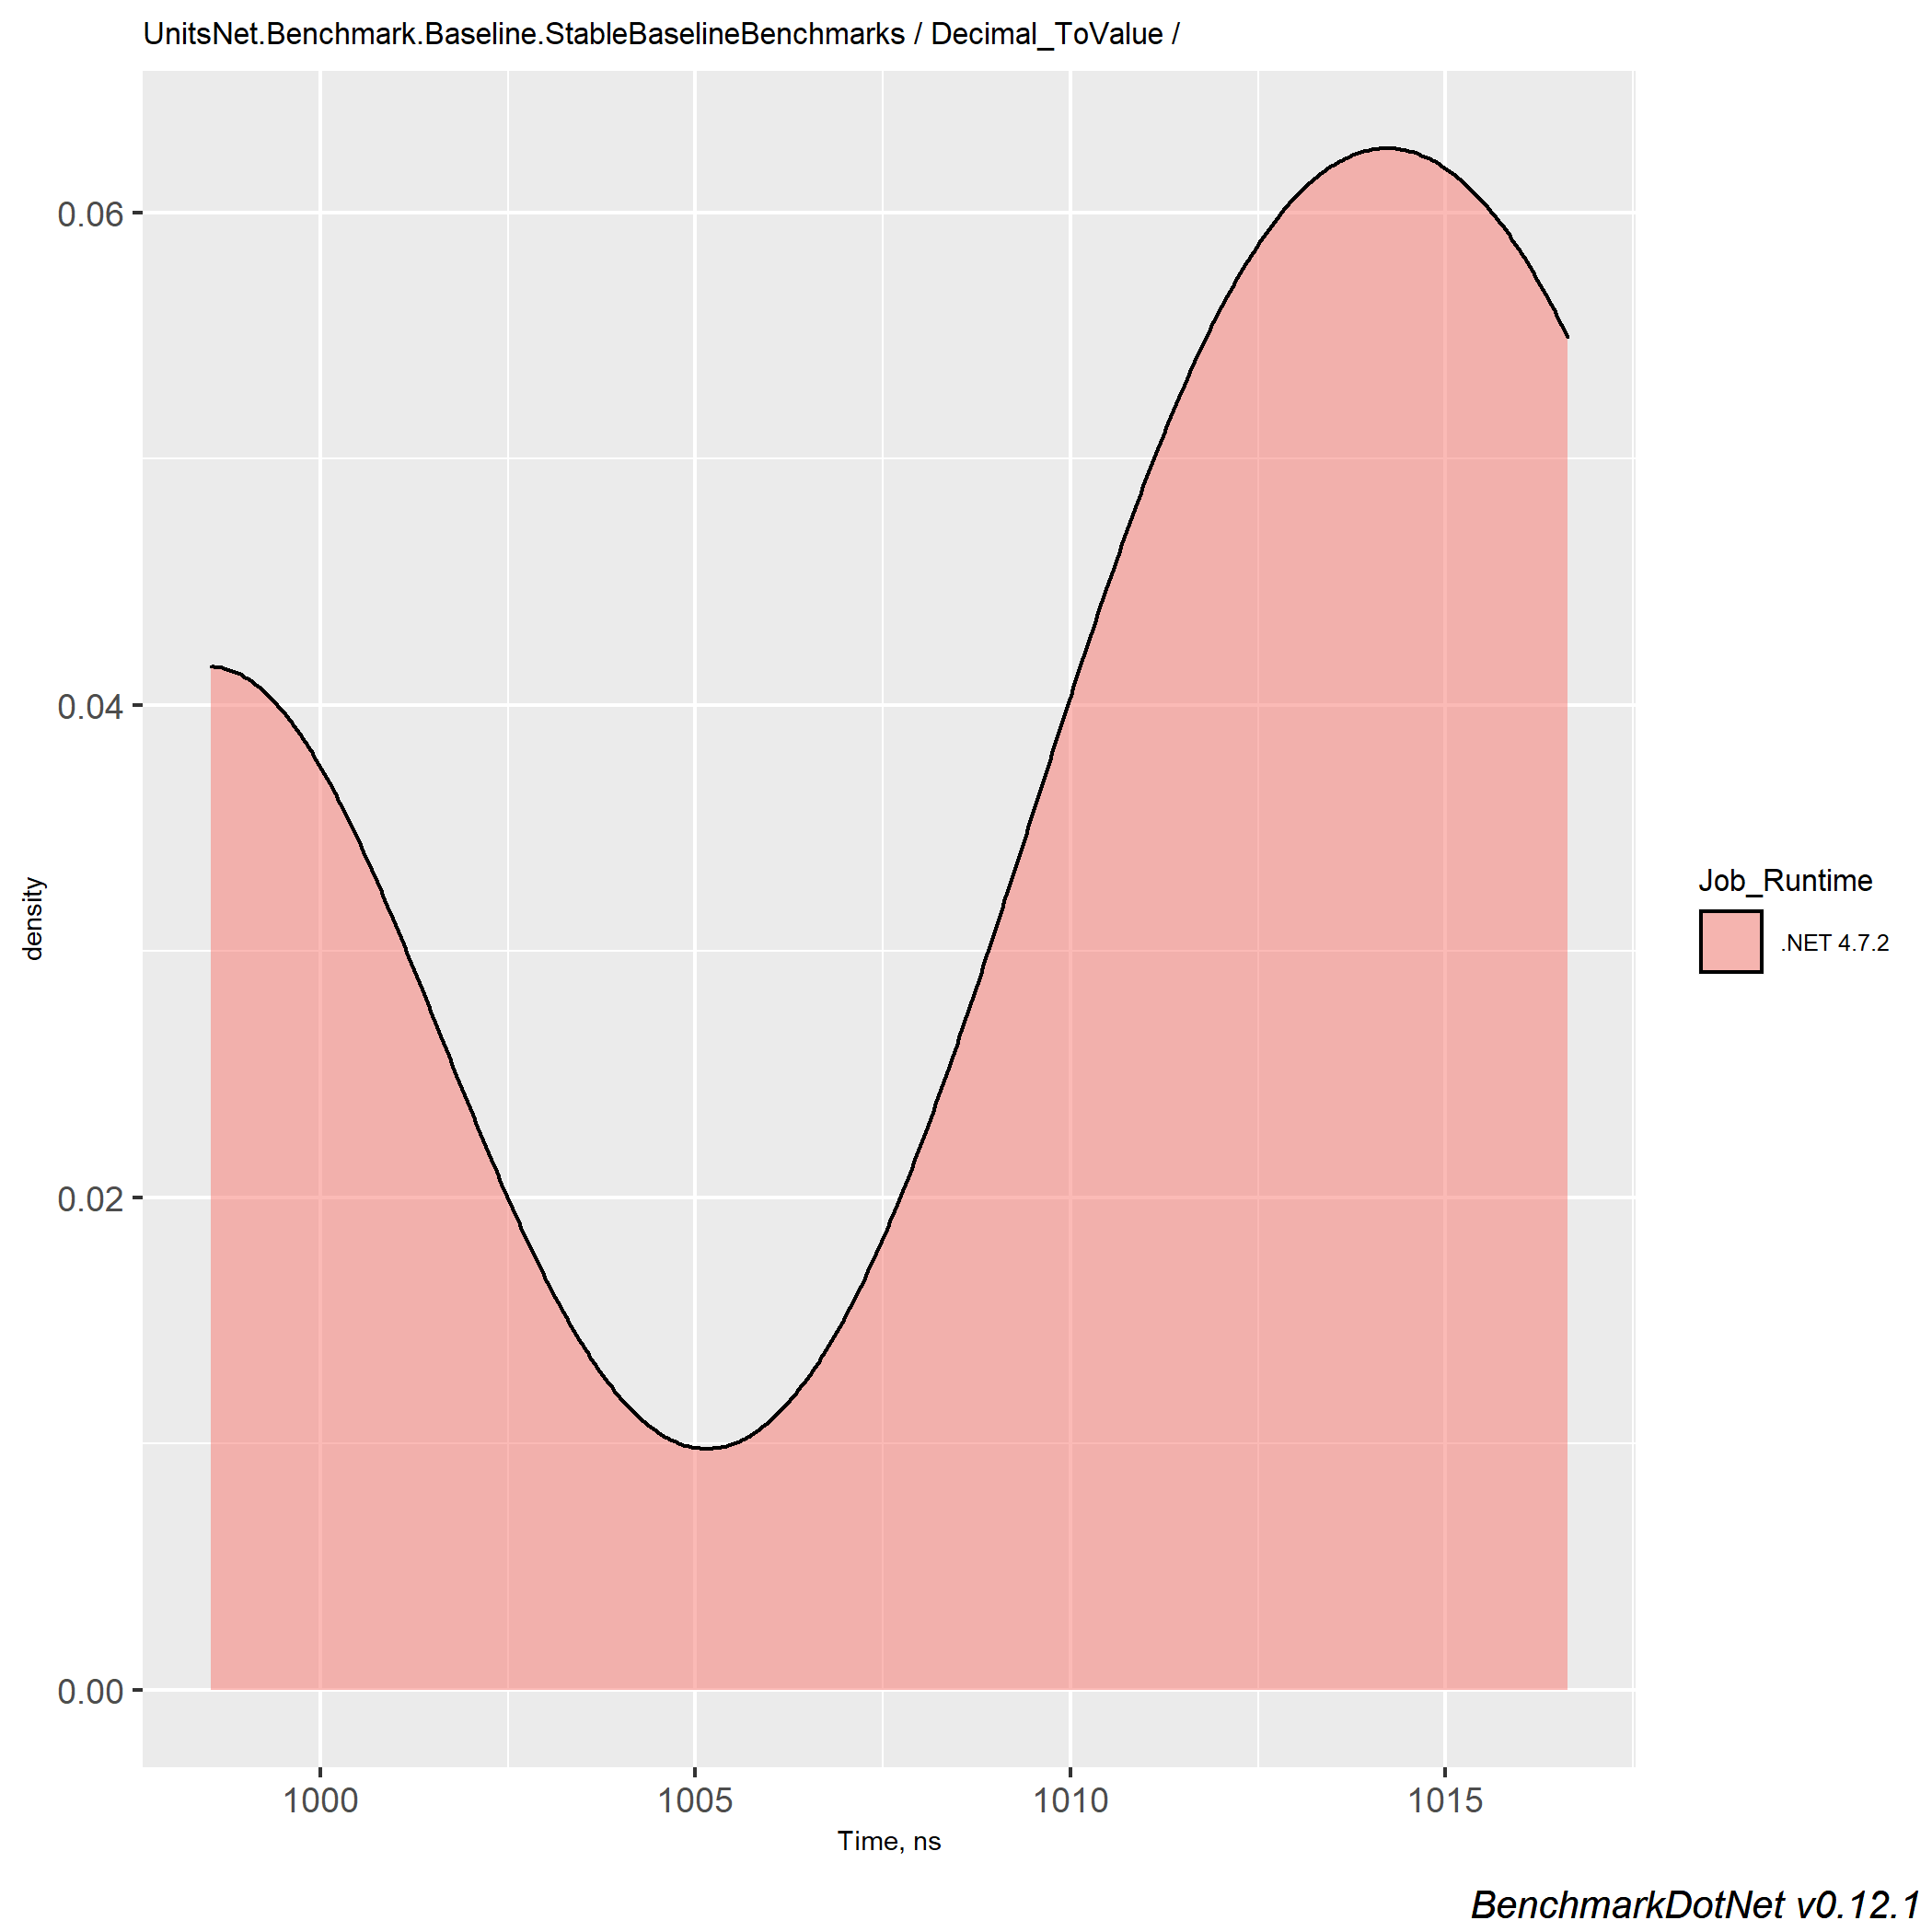 UnitsNet.Benchmark.Baseline.StableBaselineBenchmarks / Decimal_ToValue /
0.06
0.04
0.02
0.00
density
1000
1005
1010
1015
Time, ns
Job_Runtime
.NET 4.7.2
BenchmarkDotNet v0.12.1